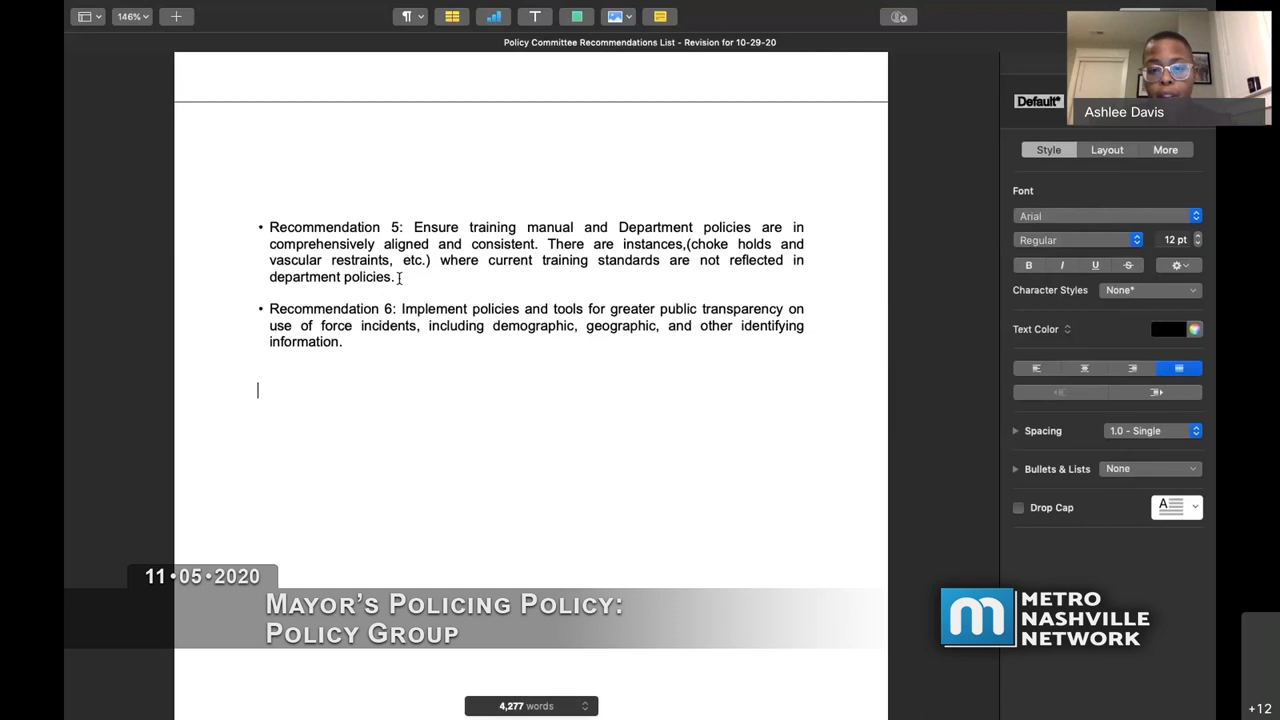 146%
Policy Committee Recommendations List - Revision for 10-29-20
Ashlee Davis
Default*
Style Layout More
Font
Arial
Regular 12 pt
B I U S
Character Styles None*
Text Color
Spacing 1.0 - Single
Bullets & Lists None
Drop Cap A
• Recommendation 5: Ensure training manual and Department policies are in
comprehensively aligned and consistent. There are instances,(choke holds and
vascular restraints, etc.) where current training standards are not reflected in
department policies.
• Recommendation 6: Implement policies and tools for greater public transparency on
use of force incidents, including demographic, geographic, and other identifying
information.
11•05•2020
MAYOR'S POLICING POLICY:
POLICY GROUP
m METRO
NASHVILLE
NETWORK
4,277 words
+12